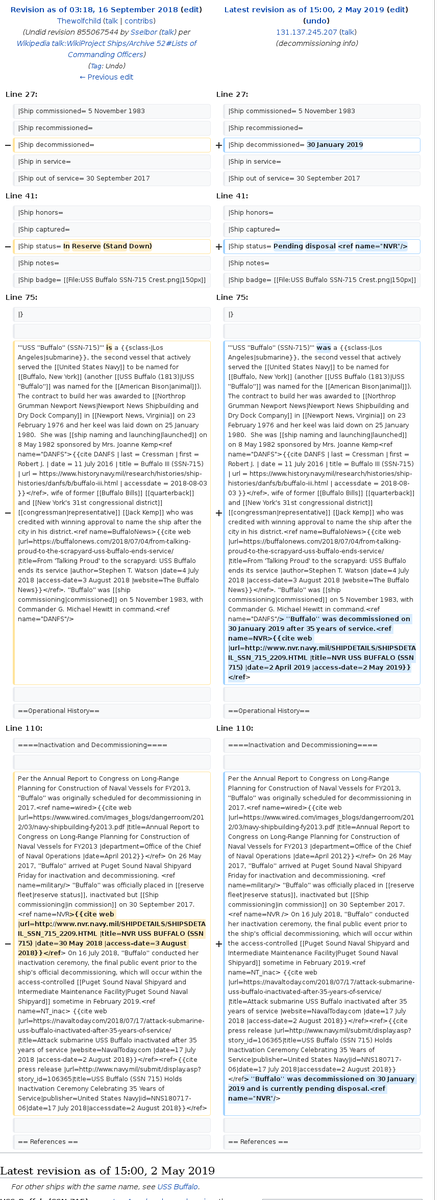 Revision as of 03:18, 16 September 2018 (edit)
Thewolfchild (talk | contribs)
(Undid revision 855067544 by Sselbor (talk) per
Wikipedia talk:WikiProject Ships/Archive 52#Lists of
Commanding Officers)
(Tag: Undo)
← Previous edit
Latest revision as of 15:00, 2 May 2019 (edit)
(undo)
131.137.245.207 (talk)
(decommissioning info)
Line 27:
Line 27:
|Ship commissioned= 5 November 1983
|Ship commissioned= 5 November 1983
|Ship recommissioned=
|Ship recommissioned=
− |Ship decommissioned=
+ |Ship decommissioned= 30 January 2019
|Ship in service=
|Ship in service=
|Ship out of service= 30 September 2017
|Ship out of service= 30 September 2017
Line 41:
Line 41:
|Ship honors=
|Ship honors=
|Ship captured=
|Ship captured=
− |Ship status= In Reserve (Stand Down)
+ |Ship status= Pending disposal <ref name="NVR"/>
|Ship notes=
|Ship notes=
|Ship badge= [[File:USS Buffalo SSN-715 Crest.png|150px]]
|Ship badge= [[File:USS Buffalo SSN-715 Crest.png|150px]]
Line 75:
Line 75:
|}
|}
−
'''USS ''Buffalo'' (SSN-715)''' is a {{sclass-|Los
Angeles|submarine}}, the second vessel that actively
served the [[United States Navy]] to be named for
[[Buffalo, New York]] (another [[USS Buffalo (1813)|USS
''Buffalo'']] was named for the [[American Bison|animal]]).
The contract to build her was awarded to [[Northrop
Grumman Newport News|Newport News Shipbuilding and
Dry Dock Company]] in [[Newport News, Virginia]] on 23
February 1976 and her keel was laid down on 25 January
1980.  She was [[ship naming and launching|launched]] on
8 May 1982 sponsored by Mrs. Joanne Kemp<ref
name="DANFS">{{cite DANFS | last = Cressman | first =
Robert J. | date = 11 July 2016 | title = Buffalo III (SSN-715)
| url = https://www.history.navy.mil/research/ship-
histories/danfs/b/buffalo-iii.html | accessdate = 2018-08-03
}}</ref>, wife of former [[Buffalo Bills]] [[quarterback]]
and [[New York's 31st congressional district]]
[[congressman|representative]] [[Jack Kemp]] who was
credited with winning approval to name the ship after the
city in his district.<ref name=BuffaloNews>{{cite web
|url=https://buffalonews.com/2018/07/04/from-talking-
proud-to-the-scrapyard-uss-buffalo-ends-service/
|title=From 'Talking Proud' to the scrapyard: USS Buffalo
ends its service |author=Stephen T. Watson |date=4 July
2018 |access-date=3 August 2018 |website=The Buffalo
News}}</ref>. ''Buffalo'' was [[ship
commissioning|commissioned]] on 5 November 1983, with
Commander G. Michael Hewitt in command.<ref
name="DANFS"/>
+
'''USS ''Buffalo'' (SSN-715)''' was a {{sclass-|Los
Angeles|submarine}}, the second vessel that actively
served the [[United States Navy]] to be named for
[[Buffalo, New York]] (another [[USS Buffalo (1813)|USS
''Buffalo'']] was named for the [[American Bison|animal]]).
The contract to build her was awarded to [[Northrop
Grumman Newport News|Newport News Shipbuilding and
Dry Dock Company]] in [[Newport News, Virginia]] on 23
February 1976 and her keel was laid down on 25 January
1980.  She was [[ship naming and launching|launched]] on
8 May 1982 sponsored by Mrs. Joanne Kemp<ref
name="DANFS">{{cite DANFS | last = Cressman | first =
Robert J. | date = 11 July 2016 | title = Buffalo III (SSN-715)
| url = https://www.history.navy.mil/research/ship-
histories/danfs/b/buffalo-iii.html | accessdate = 2018-08-
03 }}</ref>, wife of former [[Buffalo Bills]] [[quarterback]]
and [[New York's 31st congressional district]]
[[congressman|representative]] [[Jack Kemp]] who was
credited with winning approval to name the ship after the
city in his district.<ref name=BuffaloNews>{{cite web
|url=https://buffalonews.com/2018/07/04/from-talking-
proud-to-the-scrapyard-uss-buffalo-ends-service/
|title=From 'Talking Proud' to the scrapyard: USS Buffalo
ends its service |author=Stephen T. Watson |date=4 July
2018 |access-date=3 August 2018 |website=The Buffalo
News}}</ref>. ''Buffalo'' was [[ship
commissioning|commissioned]] on 5 November 1983, with
Commander G. Michael Hewitt in command.<ref
name="DANFS"/> ''Buffalo'' was decommissioned on
30 January 2019 after 35 years of service.<ref
name=NVR>{{cite web
|url=http://www.nvr.navy.mil/SHIPDETAILS/SHIPSDETA
IL_SSN_715_2209.HTML |title=NVR USS BUFFALO (SSN
715) |date=2 April 2019 |access-date=2 May 2019}}
</ref>
==Operational History==
==Operational History==
Line 110:
Line 110:
====Inactivation and Decommissioning====
====Inactivation and Decommissioning====
−
Per the Annual Report to Congress on Long-Range
Planning for Construction of Naval Vessels for FY2013,
''Buffalo'' was originally scheduled for decommissioning in
2017.<ref name=wired>{{cite web
|url=https://www.wired.com/images_blogs/dangerroom/201
2/03/navy-shipbuilding-fy2013.pdf |title=Annual Report to
Congress on Long-Range Planning for Construction of Naval
Vessels for FY2013 |department=Office of the Chief
of Naval Operations |date=April 2012}}</ref> On 26 May
2017, ''Buffalo'' arrived at Puget Sound Naval Shipyard
Friday for inactivation and decommissioning. <ref
name=military/> ''Buffalo'' was officially placed in [[reserve
fleet|reserve status]], inactivated but [[Ship
commissioning|in commission]] on 30 September 2017.
<ref name=NVR>{{cite web
|url=http://www.nvr.navy.mil/SHIPDETAILS/SHIPSDETA
IL_SSN_715_2209.HTML |title=NVR USS BUFFALO (SSN
715) |date=30 May 2018 |access-date=3 August
2018}}</ref> On 16 July 2018, ''Buffalo'' conducted her
inactivation ceremony, the final public event prior to the
ship's official decommissioning, which will occur within
the access-controlled [[Puget Sound Naval Shipyard and
Intermediate Maintenance Facility|Puget Sound Naval
Shipyard]] sometime in February 2019.<ref
name=NT_inac> {{cite web
|url=https://navaltoday.com/2018/07/17/attack-submarine-
uss-buffalo-inactivated-after-35-years-of-service/
|title=Attack submarine USS Buffalo inactivated after 35
years of service |website=NavalToday.com |date=17 July
2018 |access-date=2 August 2018}}</ref><ref>{{cite
press release |url=http://www.navy.mil/submit/display.asp?
story_id=106365|title=USS Buffalo (SSN 715) Holds
Inactivation Ceremony Celebrating 35 Years of
Service|publisher=United States Navy|id=NNS180717-
06|date=17 July 2018|accessdate=2 August 2018}}</ref>
+
Per the Annual Report to Congress on Long-Range
Planning for Construction of Naval Vessels for FY2013,
''Buffalo'' was originally scheduled for decommissioning in
2017.<ref name=wired>{{cite web
|url=https://www.wired.com/images_blogs/dangerroom/201
2/03/navy-shipbuilding-fy2013.pdf |title=Annual Report to
Congress on Long-Range Planning for Construction of
Naval Vessels for FY2013 |department=Office of the Chief
of Naval Operations |date=April 2012}}</ref> On 26 May
2017, ''Buffalo'' arrived at Puget Sound Naval Shipyard
Friday for inactivation and decommissioning. <ref
name=military/> ''Buffalo'' was officially placed in [[reserve
fleet|reserve status]], inactivated but [[Ship
commissioning|in commission]] on 30 September 2017.
<ref name=NVR /> On 16 July 2018, ''Buffalo'' conducted
her inactivation ceremony, the final public event prior to
the ship's official decommissioning, which will occur within
the access-controlled [[Puget Sound Naval Shipyard and
Intermediate Maintenance Facility|Puget Sound Naval
Shipyard]] sometime in February 2019.<ref
name=NT_inac> {{cite web
|url=https://navaltoday.com/2018/07/17/attack-submarine-
uss-buffalo-inactivated-after-35-years-of-service/
|title=Attack submarine USS Buffalo inactivated after 35
years of service |website=NavalToday.com |date=17 July
2018 |access-date=2 August 2018}}</ref><ref>{{cite
press release |url=http://www.navy.mil/submit/display.asp?
story_id=106365|title=USS Buffalo (SSN 715) Holds
Inactivation Ceremony Celebrating 35 Years of
Service|publisher=United States Navy|id=NNS180717-
06|date=17 July 2018|accessdate=2 August 2018}}
</ref> ''Buffalo'' was decommissioned on 30 January
2019 and is currently pending disposal.<ref
name="NVR"/>
== References ==
== References ==
Latest revision as of 15:00, 2 May 2019
For other ships with the same name, see USS Buffalo.